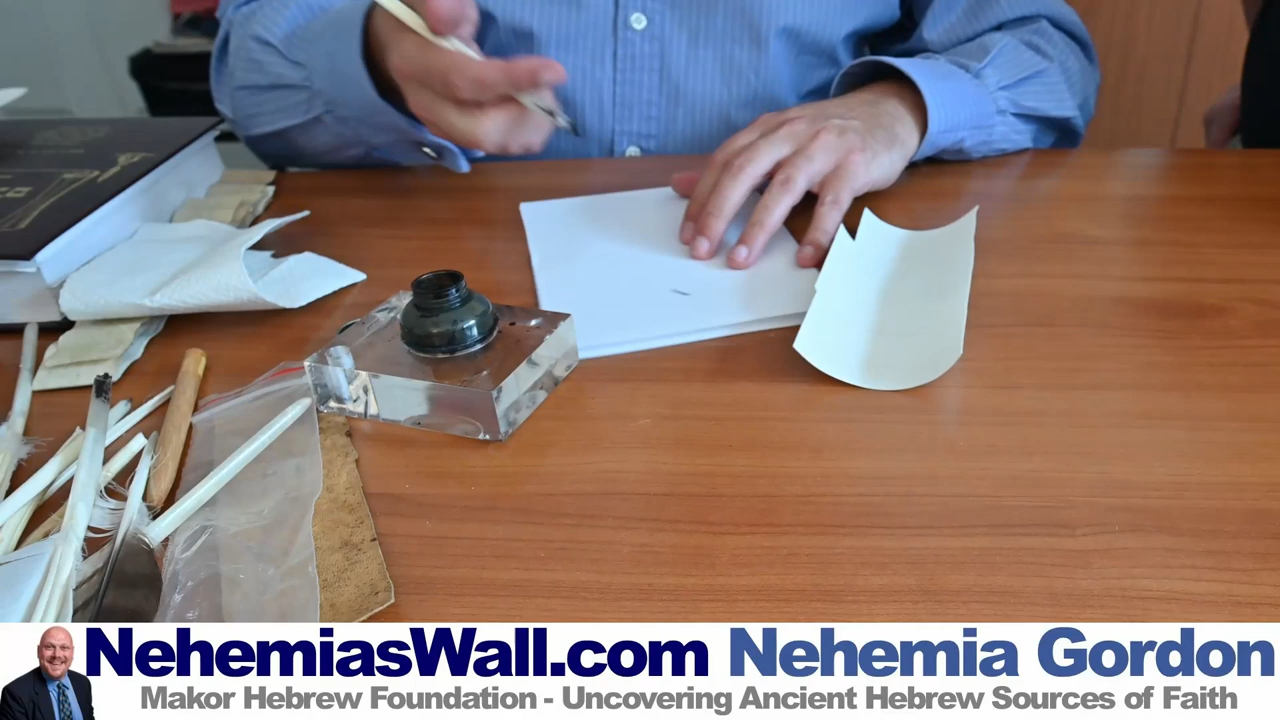 NehemiasWall.com Nehemia Gordon
Makor Hebrew Foundation - Uncovering Ancient Hebrew Sources of Faith